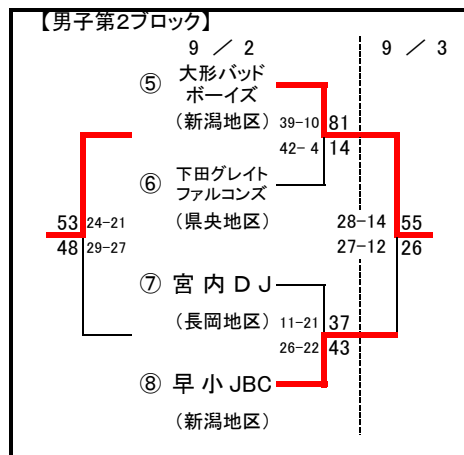 【男子第2ブロック】
9 ／ 2
9 ／ 3
⑤ 大形バッド
ボーイズ
(新潟地区)
39-10 81
42- 4 14
⑥ 下田グレイト
ファルコンズ
(県央地区)
53 24-21
48 29-27
28-14 55
27-12 26
⑦ 宮 内 D J
(長岡地区)
11-21 37
26-22 43
⑧ 早 小 JBC
(新潟地区)